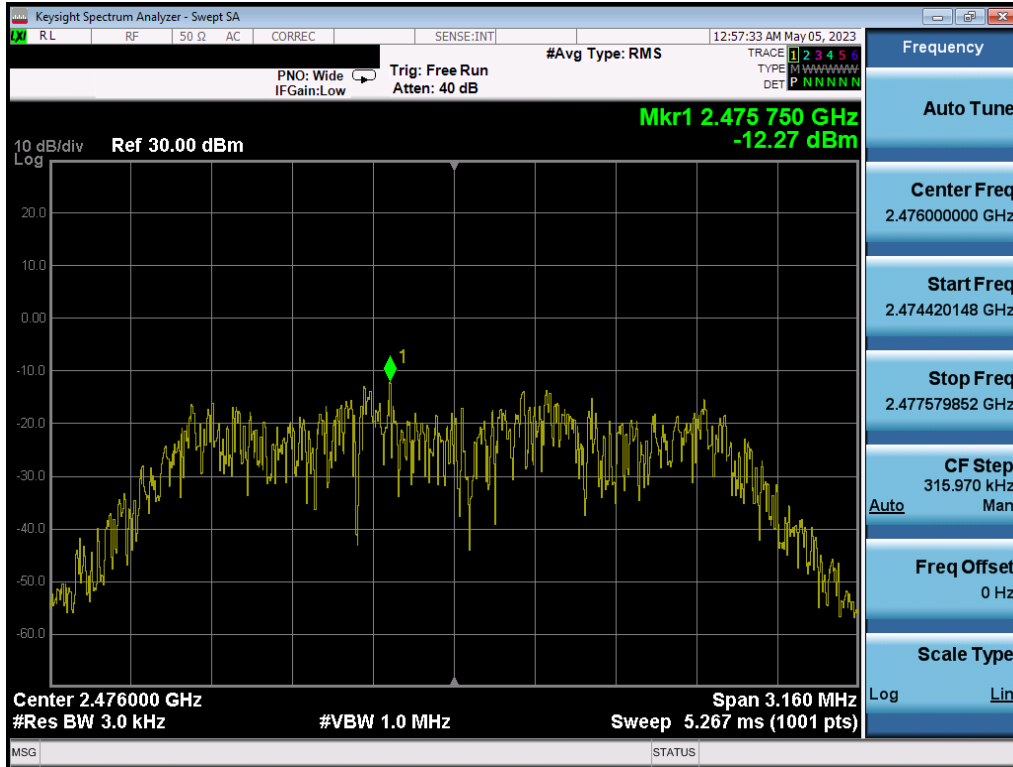 Keysight Spectrum Analyzer - Swept SA
LXI RL RF 50 Ω AC CORREC SENSE:INT 12:57:33 AM May 05, 2023
#Avg Type: RMS
TRACE 1 2 3 4 5 6
PNO: Wide Trig: Free Run
TYPE M WWWWW
IFGain:Low Atten: 40 dB
DET P N N N N N
Mkr1 2.475 750 GHz
-12.27 dBm
10 dB/div Ref 30.00 dBm
Log
20.0
10.0
0.00
-10.0
-20.0
-30.0
-40.0
-50.0
-60.0
1
Center 2.476000 GHz Span 3.160 MHz
#Res BW 3.0 kHz #VBW 1.0 MHz Sweep 5.267 ms (1001 pts)
MSG STATUS
Frequency
Auto Tune
Center Freq
2.476000000 GHz
Start Freq
2.474420148 GHz
Stop Freq
2.477579852 GHz
CF Step
315.970 kHz
Auto Man
Freq Offset
0 Hz
Scale Type
Log Lin